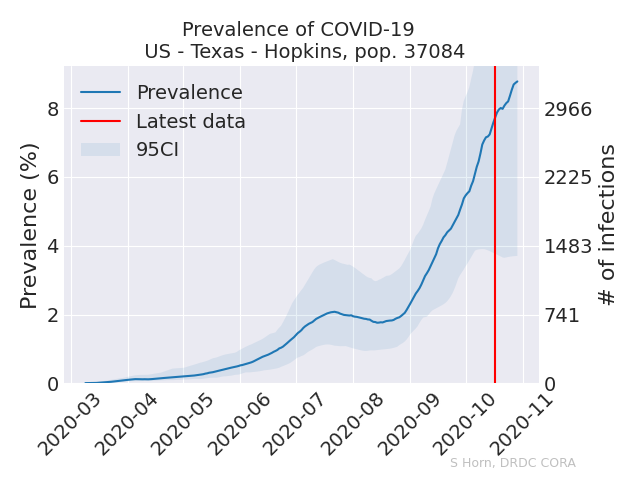 Prevalence of COVID-19
US - Texas - Hopkins, pop. 37084
Prevalence
Latest data
95CI
Prevalence (%)
8
6
4
2
0
2966
2225
1483
741
0
# of infections
2020-03
2020-04
2020-05
2020-06
2020-07
2020-08
2020-09
2020-10
2020-11
S Horn, DRDC CORA